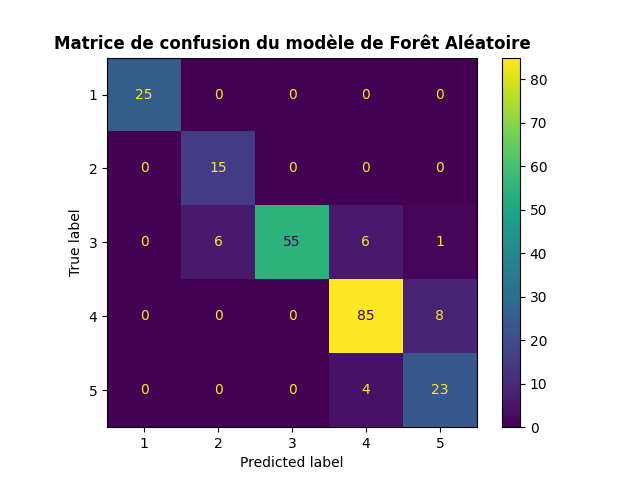 Matrice de confusion du modèle de Forêt Aléatoire
True label
1 25 0 0 0 0
2 0 15 0 0 0
3 0 6 55 6 1
4 0 0 0 85 8
5 0 0 0 4 23
1 2 3 4 5
Predicted label
80
70
60
50
40
30
20
10
0